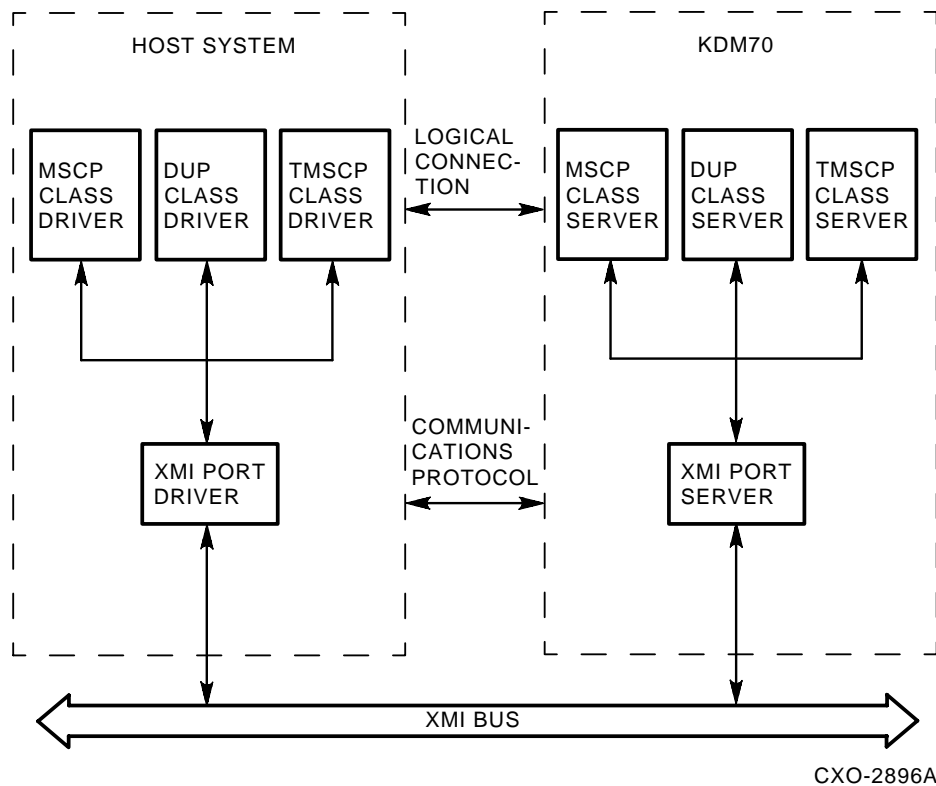 HOST SYSTEM
KDM70
MSCP
CLASS
DRIVER
DUP
CLASS
DRIVER
TMSCP
CLASS
DRIVER
LOGICAL
CONNEC-
TION
MSCP
CLASS
SERVER
DUP
CLASS
SERVER
TMSCP
CLASS
SERVER
COMMUNI-
CATIONS
PROTOCOL
XMI PORT
DRIVER
XMI PORT
SERVER
XMI BUS
CXO-2896A